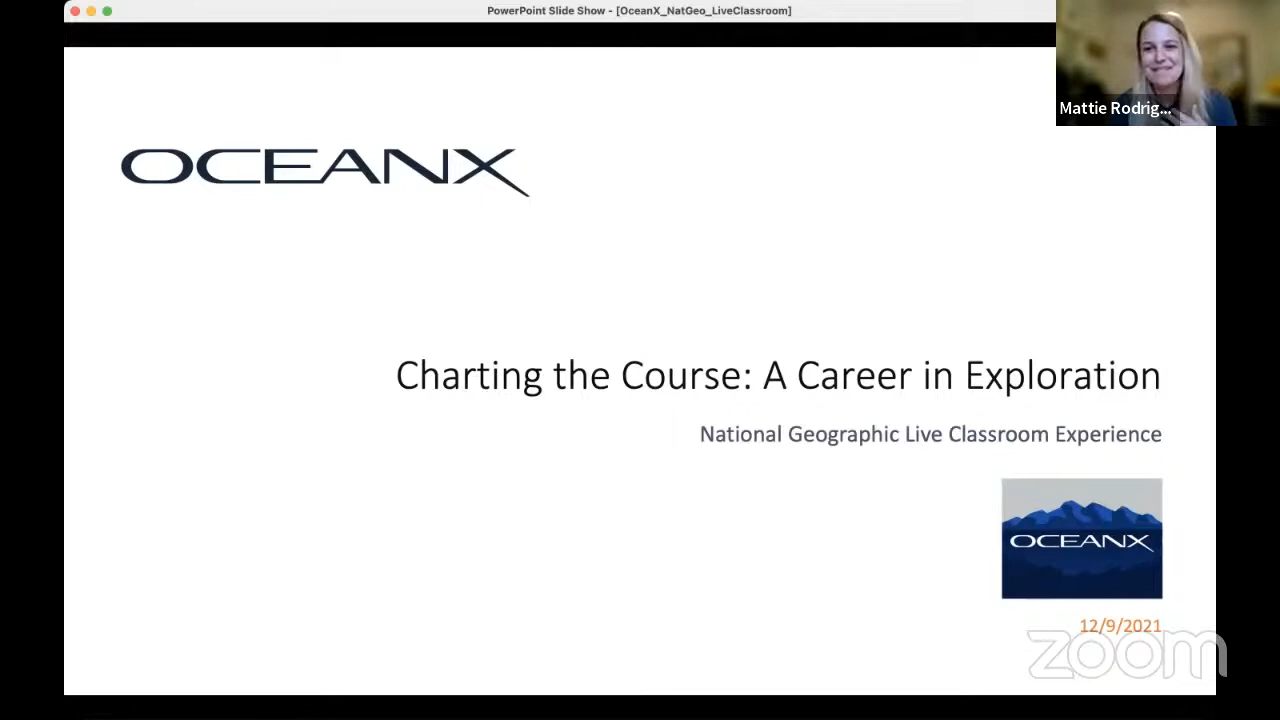 PowerPoint Slide Show - [OceanX_NatGeo_LiveClassroom]
Mattie Rodrig...
OCEANX
Charting the Course: A Career in Exploration
National Geographic Live Classroom Experience
OCEANX
12/9/2021
zoom